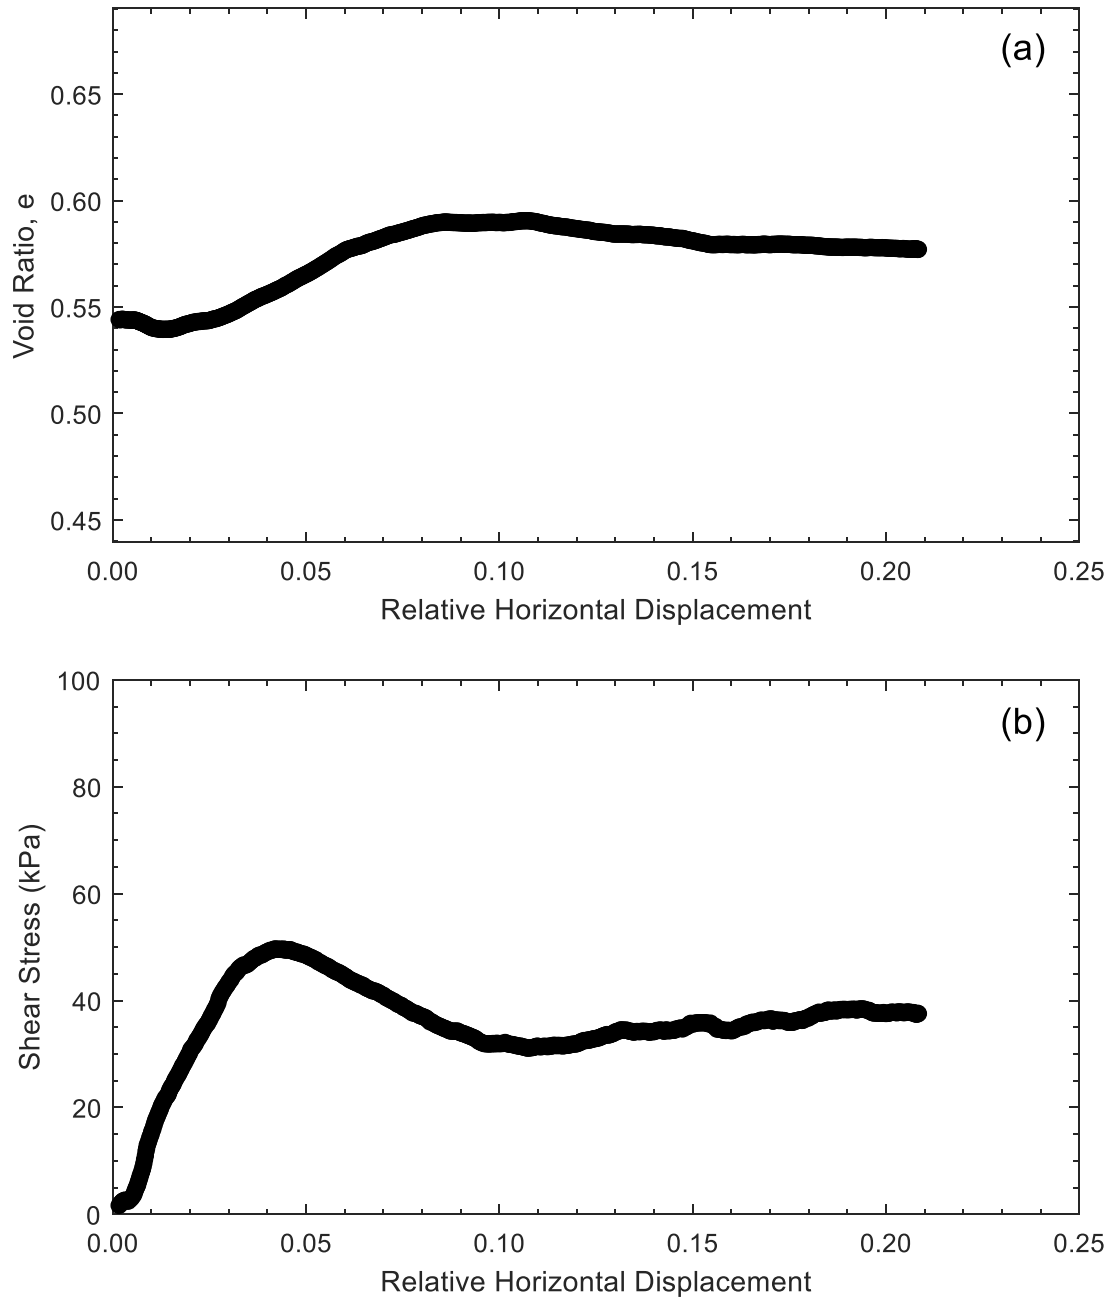 (a)
0.65
0.60
0.55
0.50
0.45
Void Ratio, e
0.00 0.05 0.10 0.15 0.20 0.25
Relative Horizontal Displacement
(b)
100
80
60
40
20
0
Shear Stress (kPa)
0.00 0.05 0.10 0.15 0.20 0.25
Relative Horizontal Displacement